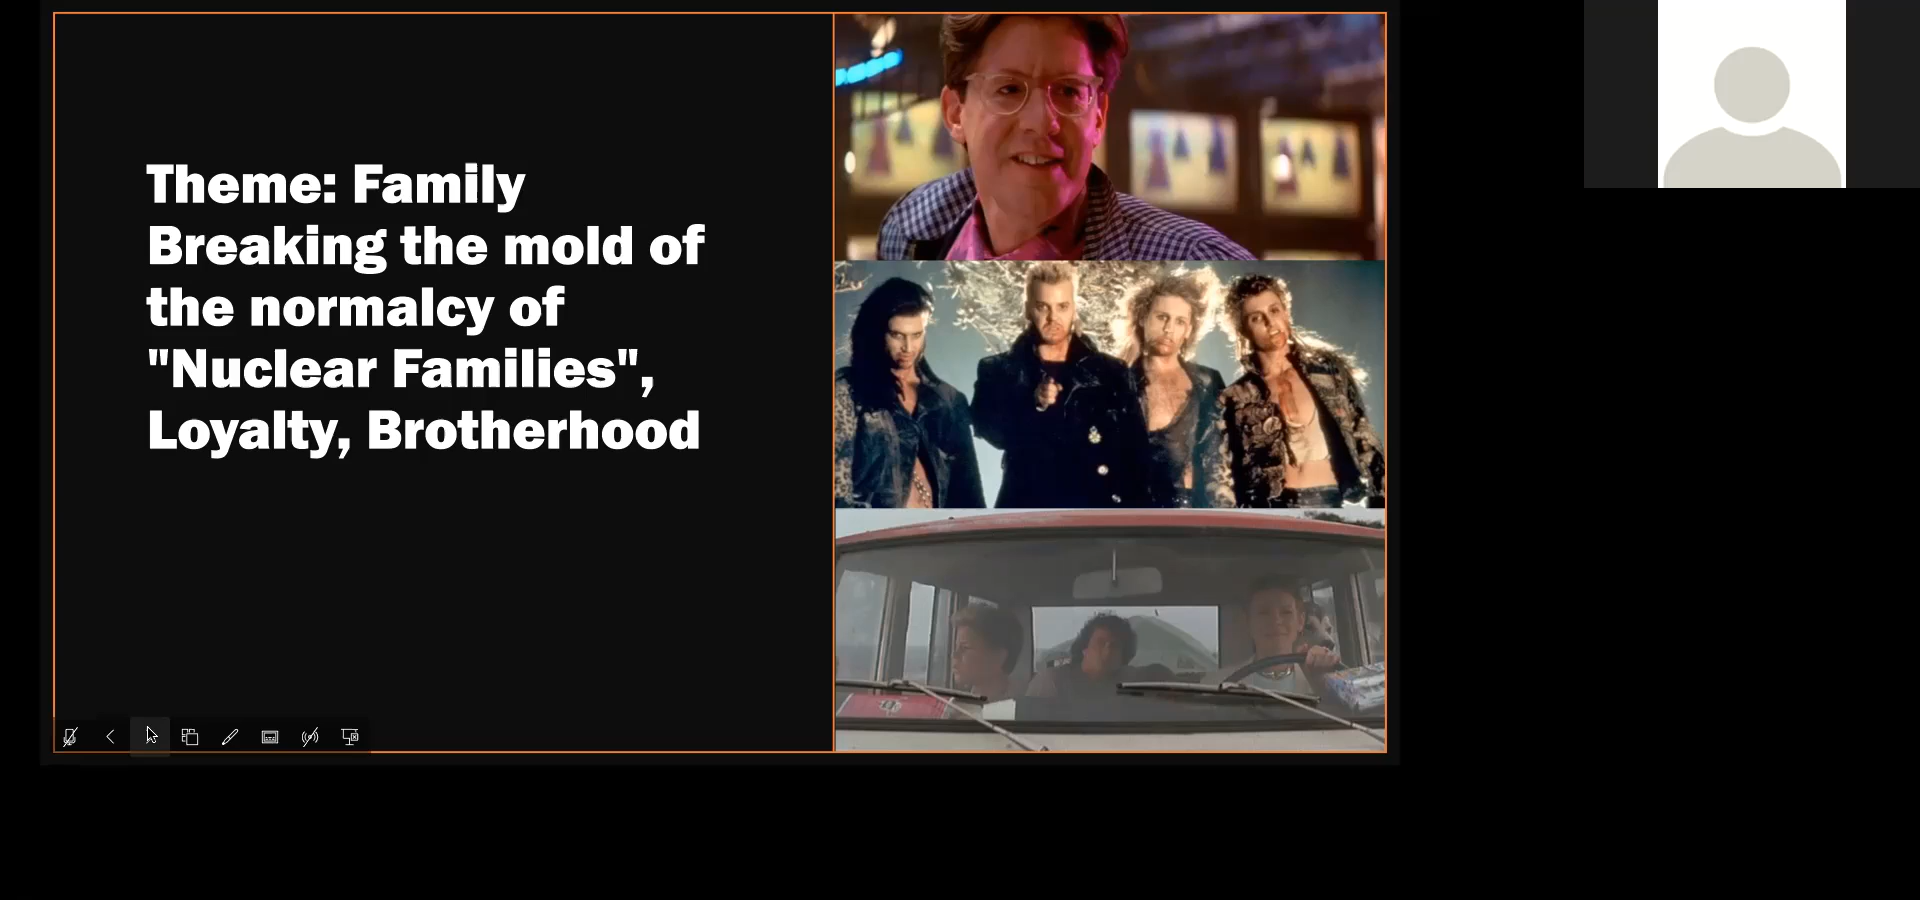 Theme: Family
Breaking the mold of
the normalcy of
"Nuclear Families",
Loyalty, Brotherhood